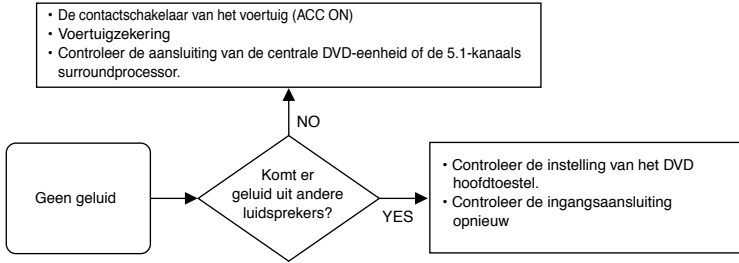 • De contactschakelaar van het voertuig (ACC ON)
• Voertuigzekering
• Controleer de aansluiting van de centrale DVD-eenheid of de 5.1-kanaals
surroundprocessor.
NO
Geen geluid
Komt er
geluid uit andere
luidsprekers?
YES
• Controleer de instelling van het DVD
hoofdtoestel.
• Controleer de ingangsaansluiting
opnieuw